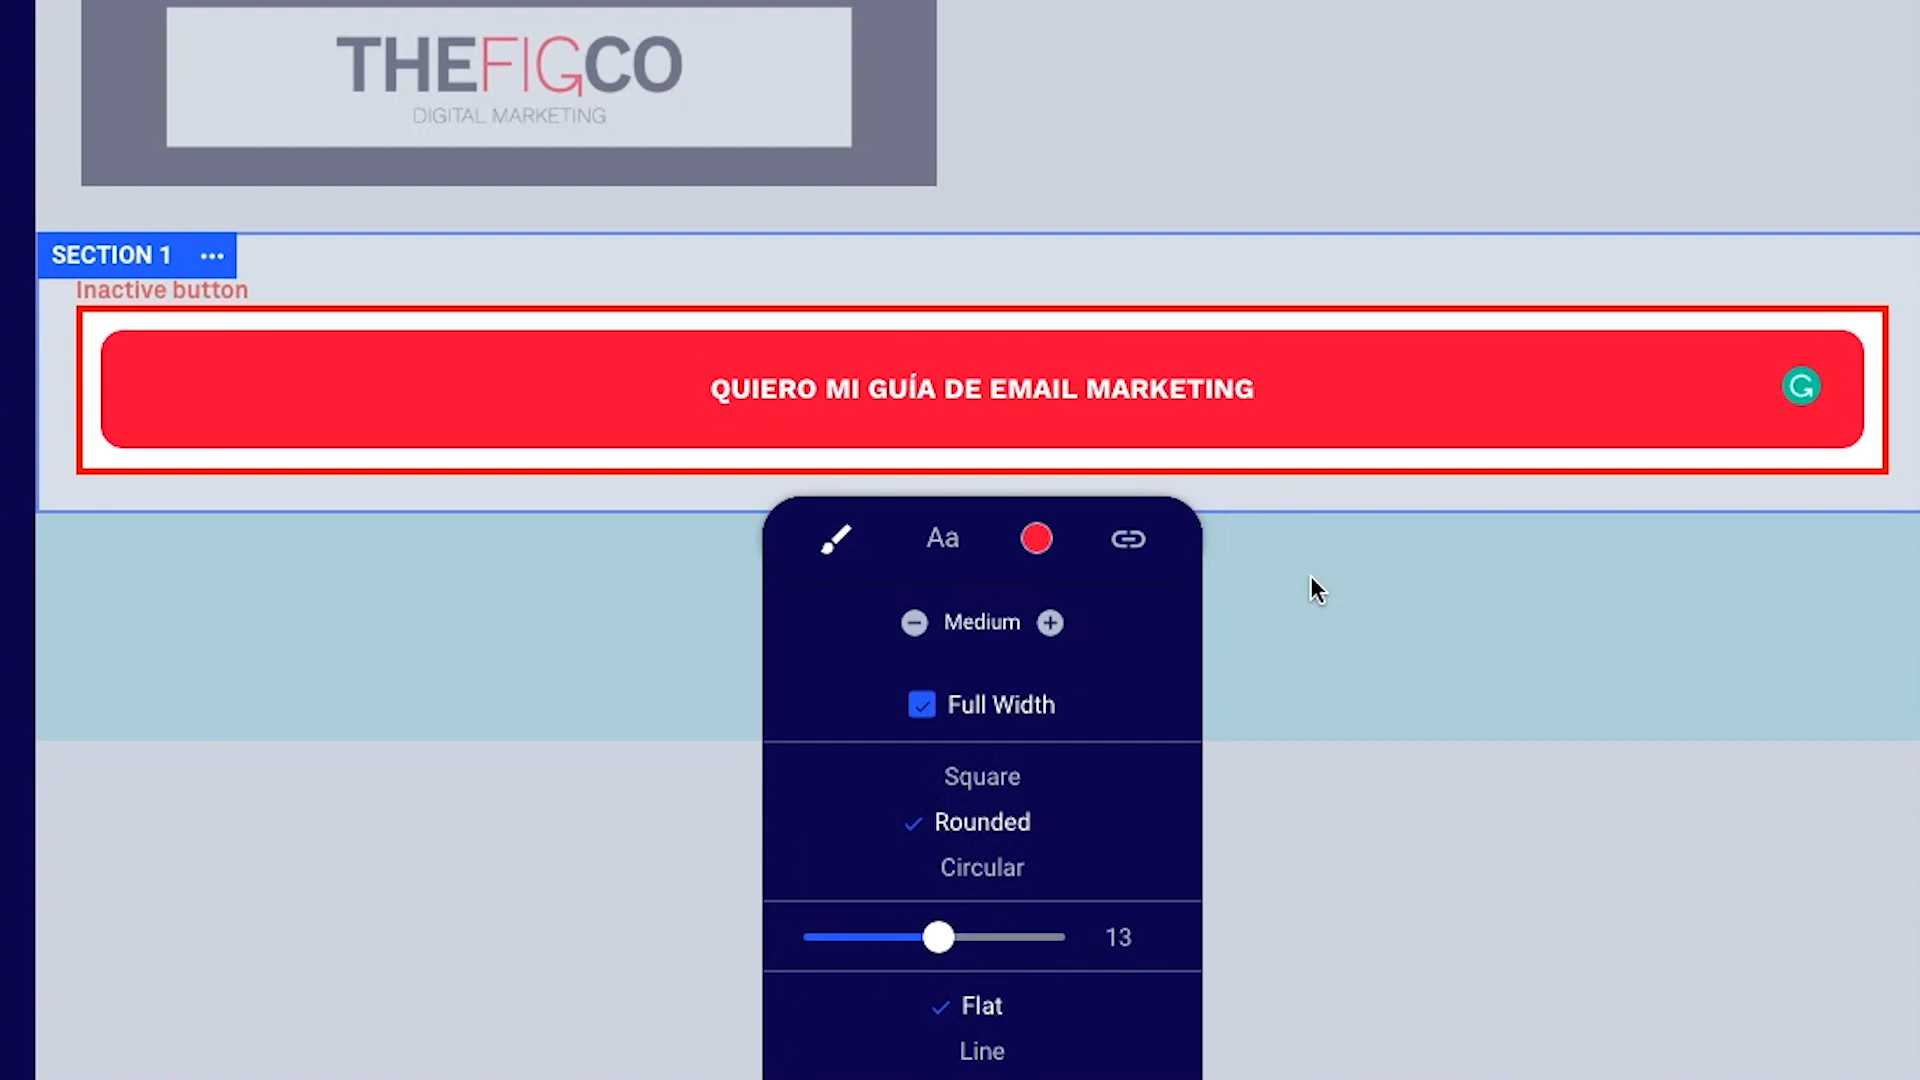 THEFIGCO
DIGITAL MARKETING
SECTION 1
Inactive button
QUIERO MI GUÍA DE EMAIL MARKETING
Aa
Medium
Full Width
Square
Rounded
Circular
13
Flat
Line